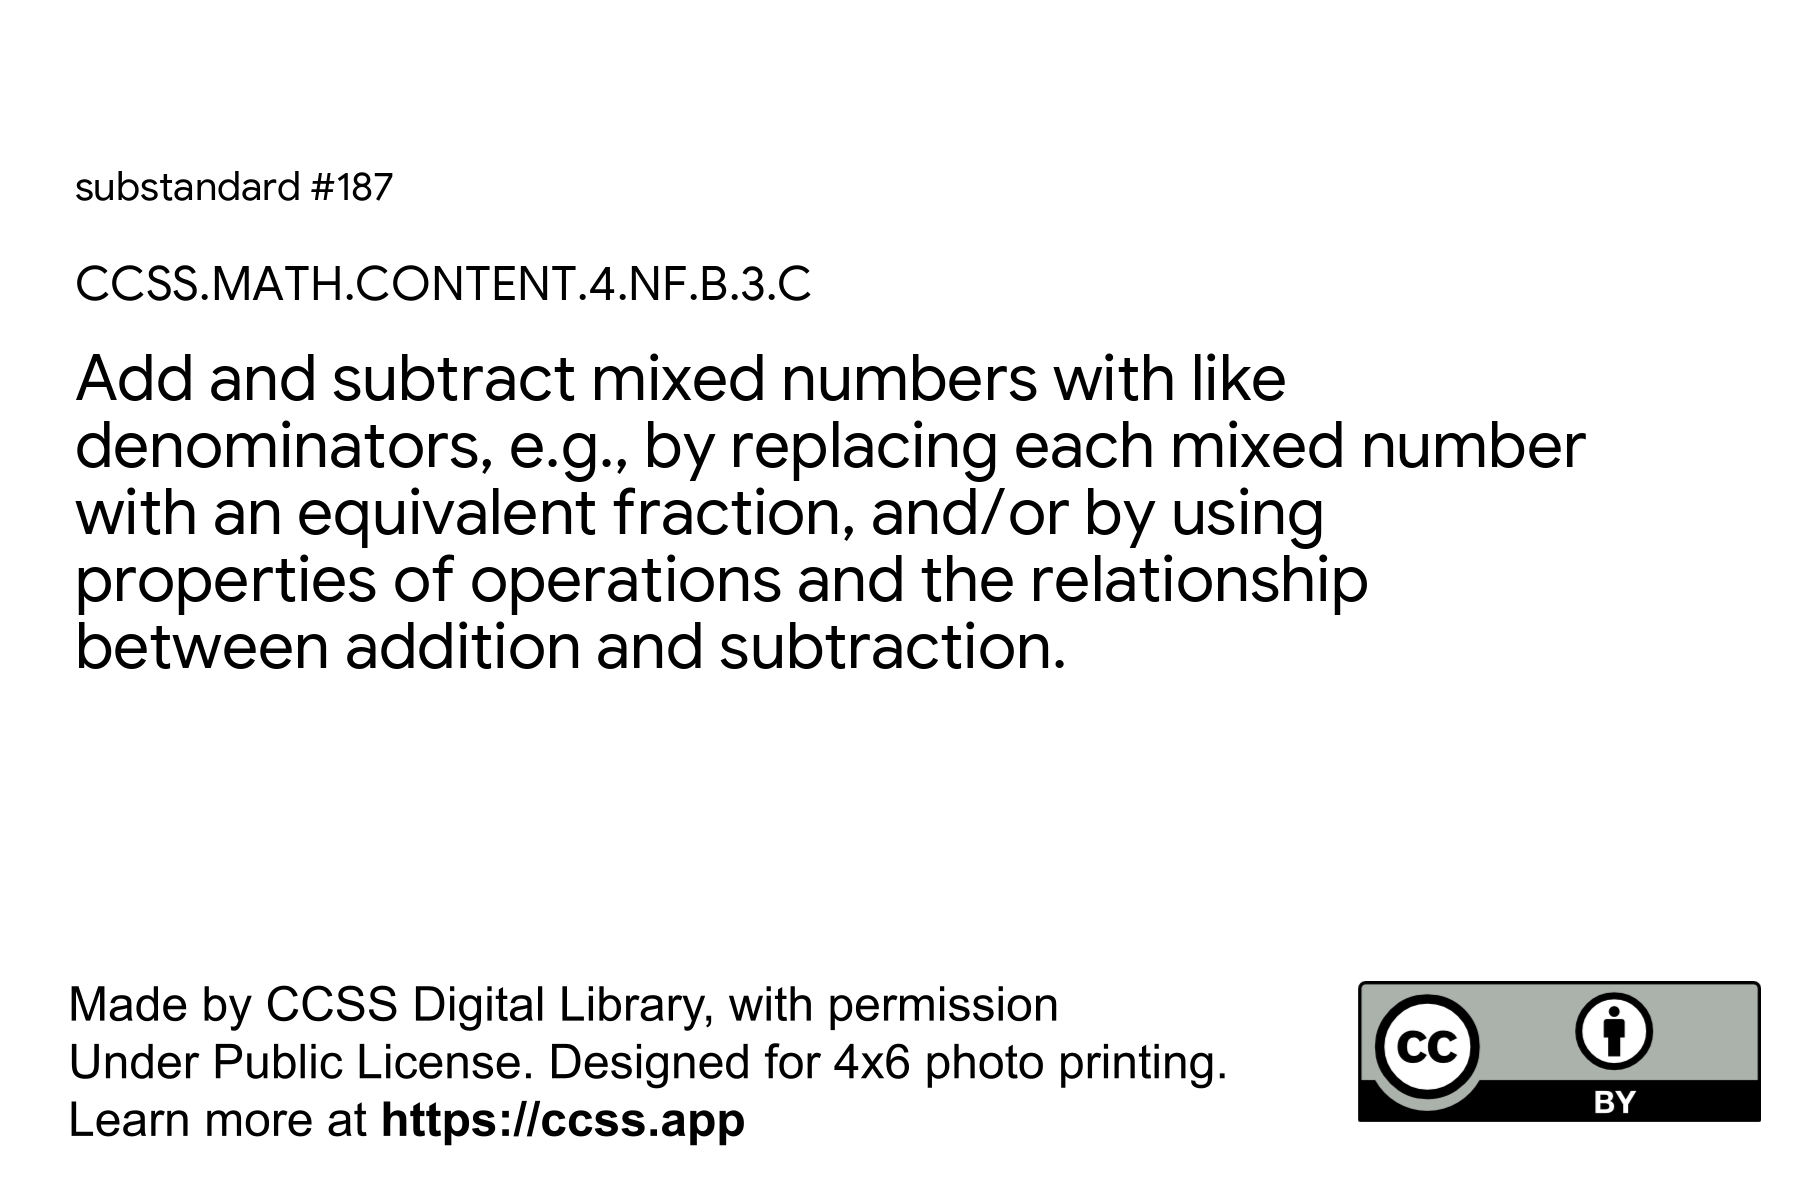 substandard #187
CCSS.MATH.CONTENT.4.NF.B.3.C
Add and subtract mixed numbers with like
denominators, e.g., by replacing each mixed number
with an equivalent fraction, and/or by using
properties of operations and the relationship
between addition and subtraction.
Made by CCSS Digital Library, with permission
Under Public License. Designed for 4x6 photo printing.
Learn more at https://ccss.app
CC
BY